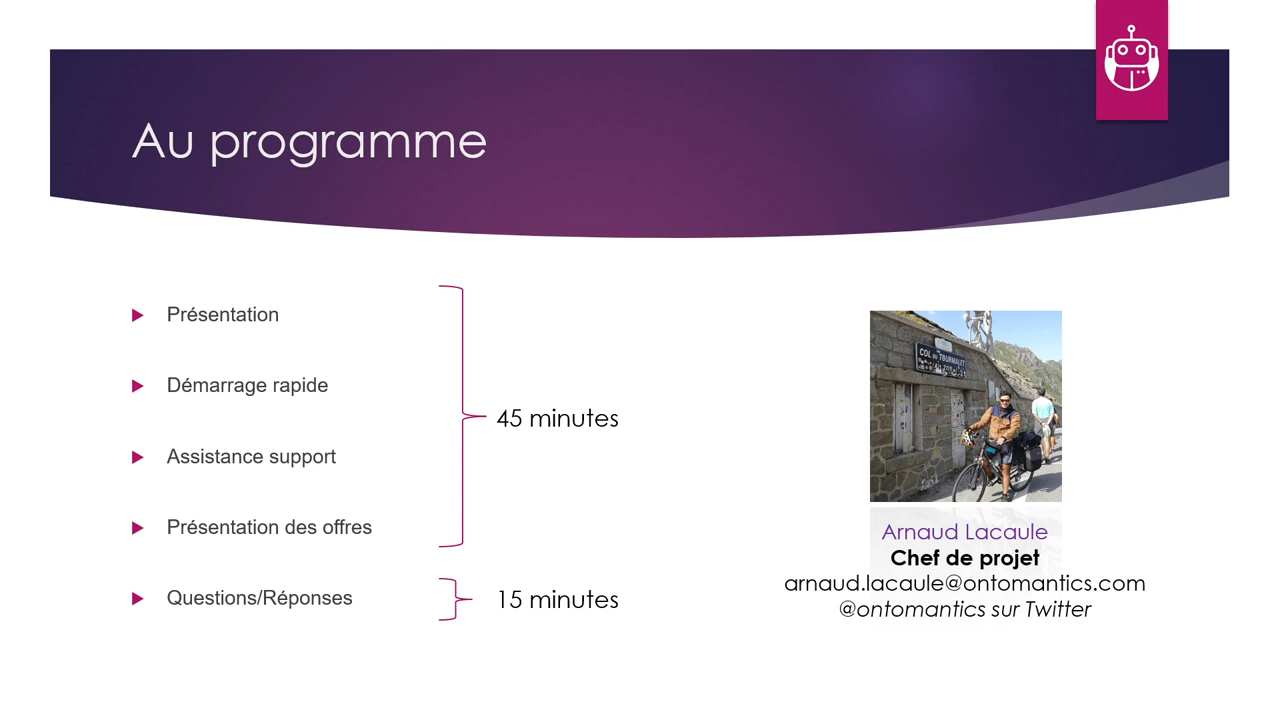 Au programme
Présentation
Démarrage rapide
Assistance support
Présentation des offres
45 minutes
Questions/Réponses
15 minutes
COL DU TOURMALET
Arnaud Lacaule
Chef de projet
arnaud.lacaule@ontomantics.com
@ontomantics sur Twitter